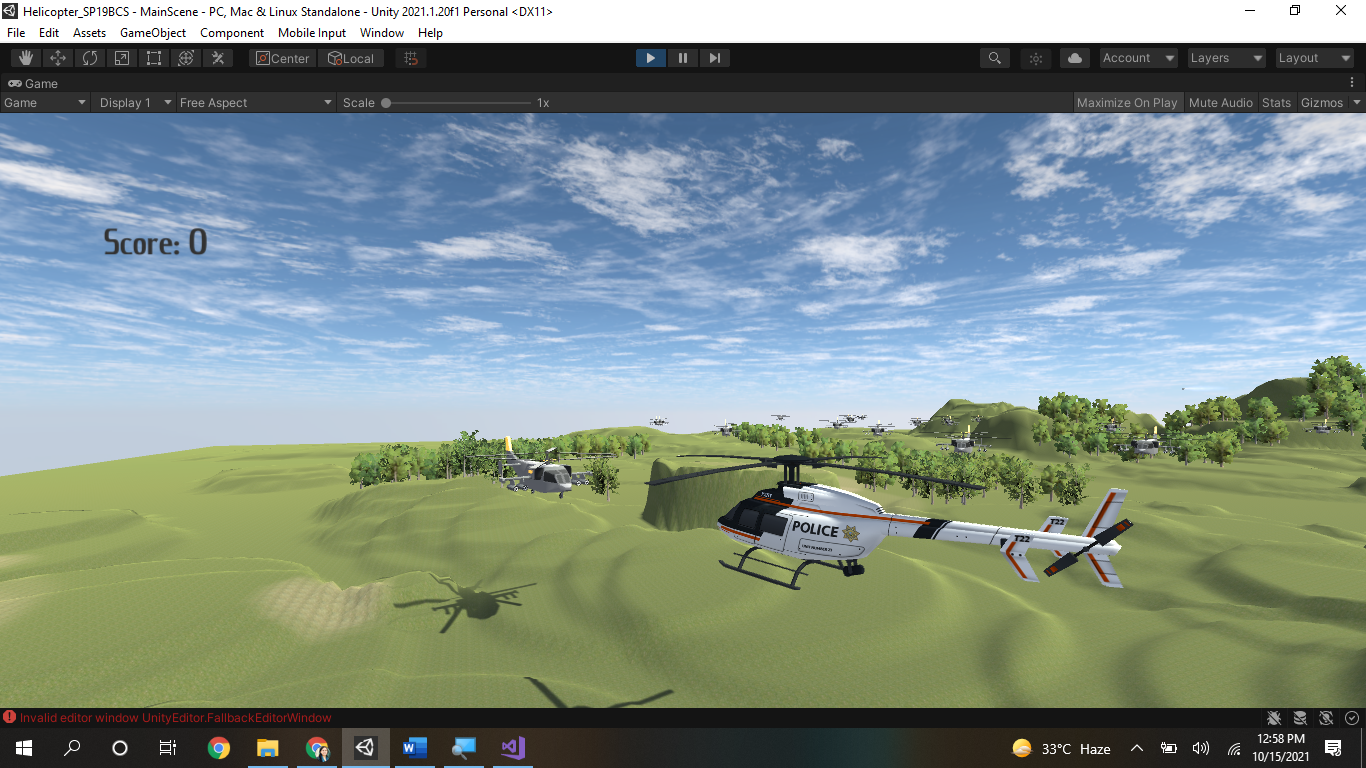 Helicopter_SP19BCS - MainScene - PC, Mac & Linux Standalone - Unity 2021.1.20f1 Personal <DX11>
File Edit Assets GameObject Component Mobile Input Window Help
Center Local Account Layers Layout
Game
Game Display 1 Free Aspect Scale 1x Maximize On Play Mute Audio Stats Gizmos
Score: 0
POLICE
T22
T22
Invalid editor window UnityEditor.FallbackEditorWindow
33°C Haze
12:58 PM
10/15/2021